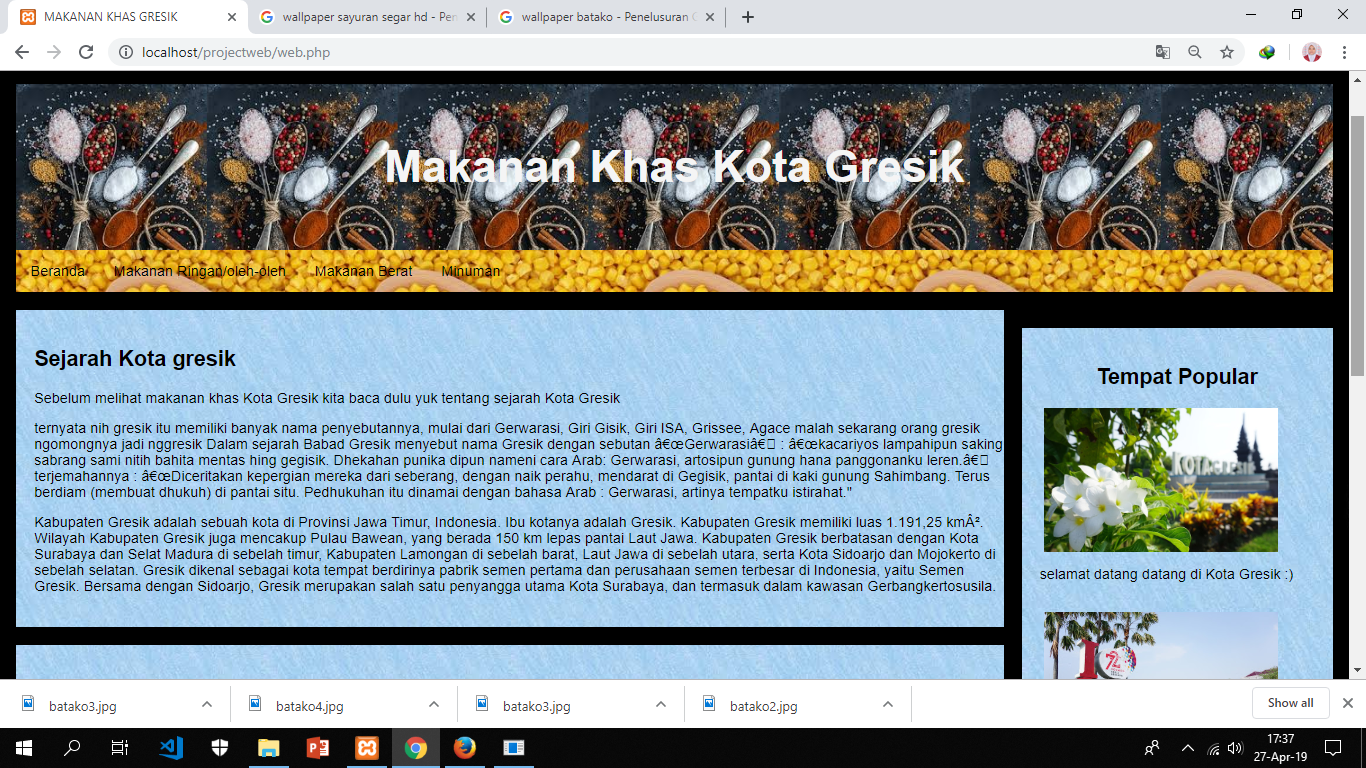 MAKANAN KHAS GRESIK
wallpaper sayuran segar hd - Pen
wallpaper batako - Penelusuran G
localhost/projectweb/web.php
Makanan Khas Kota Gresik
Beranda
Makanan Ringan/oleh-oleh
Makanan Berat
Minuman
Sejarah Kota gresik
Sebelum melihat makanan khas Kota Gresik kita baca dulu yuk tentang sejarah Kota Gresik
ternyata nih gresik itu memiliki banyak nama penyebutannya, mulai dari Gerwarasi, Giri Gisik, Giri ISA, Grissee, Agace malah sekarang orang gresik
ngomongnya jadi nggresik Dalam sejarah Babad Gresik menyebut nama Gresik dengan sebutan â€œGerwarasiâ€ : â€œkacariyos lampahipun saking
sabrang sami nitih bahita mentas hing gegisik. Dhekahan punika dipun nameni cara Arab: Gerwarasi, artosipun gunung hana panggonanku leren.â€
terjemahannya : â€œDiceritakan kepergian mereka dari seberang, dengan naik perahu, mendarat di Gegisik, pantai di kaki gunung Sahimbang. Terus
berdiam (membuat dhukuh) di pantai situ. Pedhukuhan itu dinamai dengan bahasa Arab : Gerwarasi, artinya tempatku istirahat."
Kabupaten Gresik adalah sebuah kota di Provinsi Jawa Timur, Indonesia. Ibu kotanya adalah Gresik. Kabupaten Gresik memiliki luas 1.191,25 kmÂ².
Wilayah Kabupaten Gresik juga mencakup Pulau Bawean, yang berada 150 km lepas pantai Laut Jawa. Kabupaten Gresik berbatasan dengan Kota
Surabaya dan Selat Madura di sebelah timur, Kabupaten Lamongan di sebelah barat, Laut Jawa di sebelah utara, serta Kota Sidoarjo dan Mojokerto di
sebelah selatan. Gresik dikenal sebagai kota tempat berdirinya pabrik semen pertama dan perusahaan semen terbesar di Indonesia, yaitu Semen
Gresik. Bersama dengan Sidoarjo, Gresik merupakan salah satu penyangga utama Kota Surabaya, dan termasuk dalam kawasan Gerbangkertosusila.
Tempat Popular
KOTA GRESIK
selamat datang datang di Kota Gresik :)
72
batako3.jpg
batako4.jpg
batako3.jpg
batako2.jpg
Show all
17:37
27-Apr-19